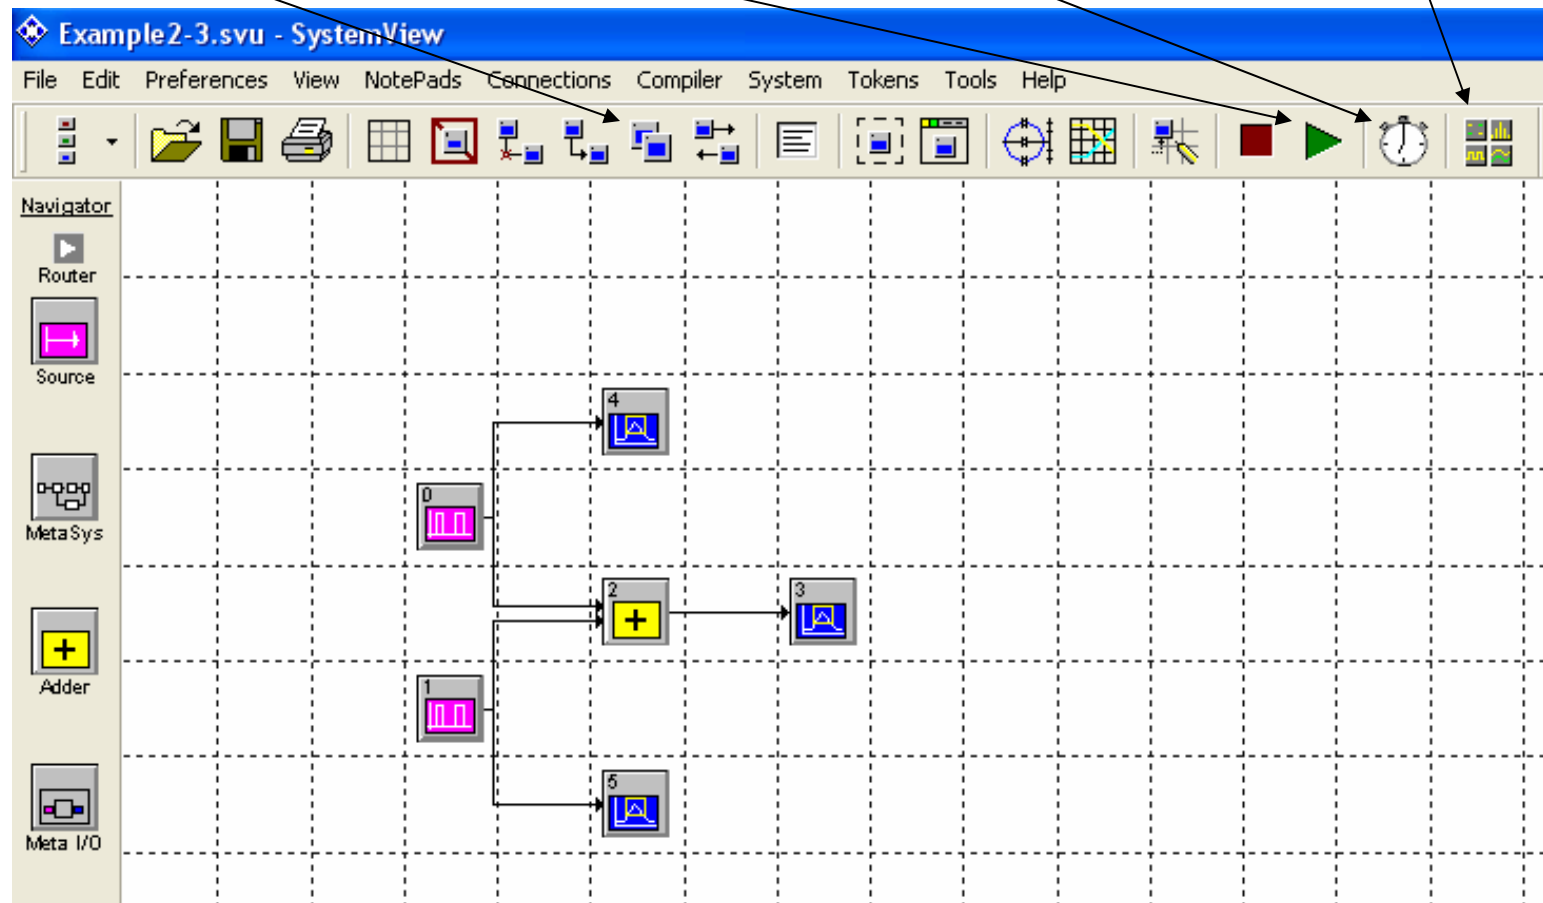 Example2-3.svu - SystemView
File Edit Preferences View NotePads Connections Compiler System Tokens Tools Help
Navigator
Router
Source
4
0
MetaSys
2
3
+
+
Adder
1
5
Meta I/O